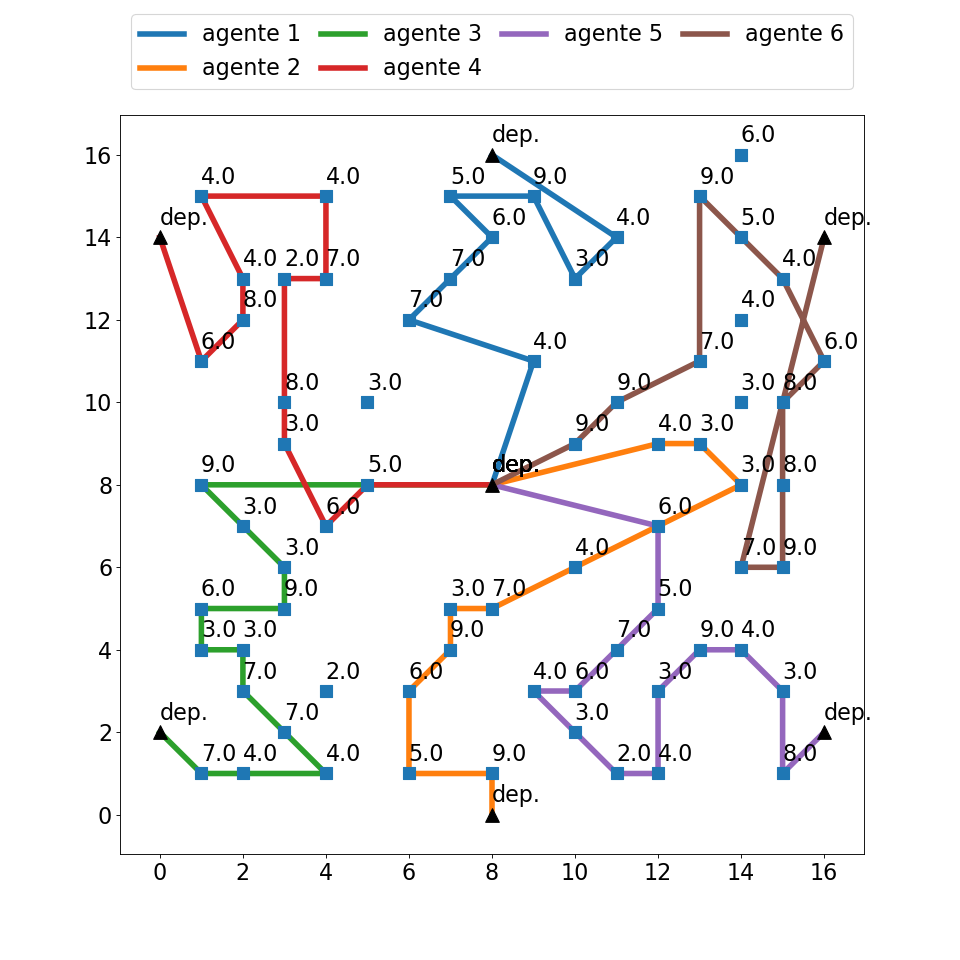 agente 1 agente 3 agente 5 agente 6
agente 2 agente 4
6.0
dep.
16
4.0 4.0 5.0 9.0 9.0
dep. 6.0 4.0 5.0 dep.
14
4.0 2.0 7.0 7.0 3.0 4.0
8.0 7.0 4.0
12
6.0 4.0 7.0 6.0
8.0 3.0 9.0 3.0 8.0
10
3.0 9.0 4.0 3.0
9.0 5.0 dep. 3.0 8.0
8
3.0 6.0 6.0
3.0 4.0 7.0 9.0
6
6.0 9.0 3.0 7.0 5.0
3.0 3.0 9.0 7.0 9.0 4.0
4
7.0 2.0 6.0 4.0 6.0 3.0 3.0
dep. 7.0 3.0 dep.
2
7.0 4.0 4.0 5.0 9.0 2.0 4.0 8.0
dep.
0
0 2 4 6 8 10 12 14 16